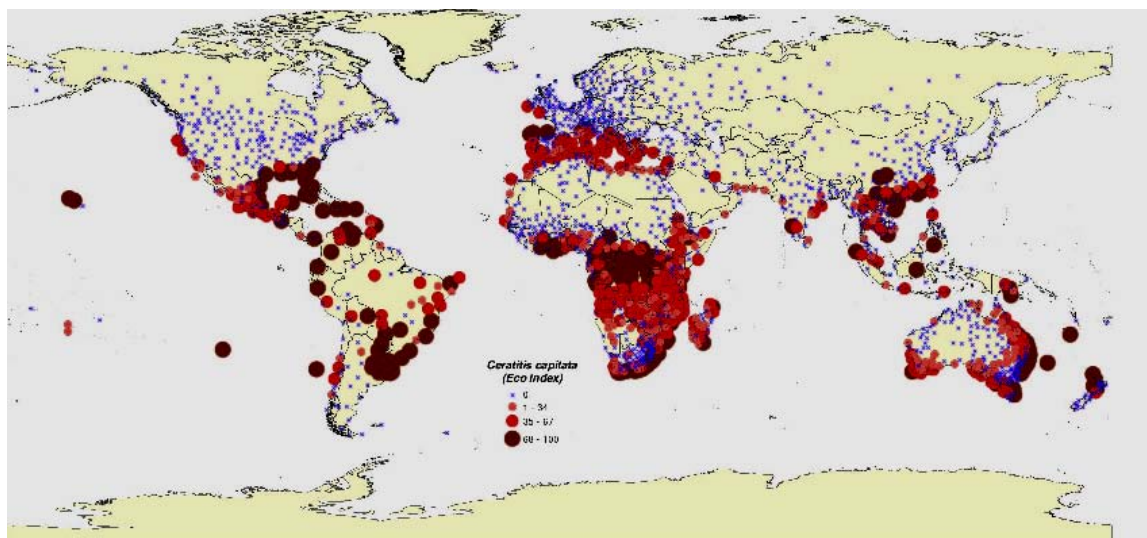 Ceratitis capitata
(Eco Index)
0
1 - 34
35 - 67
68 - 100